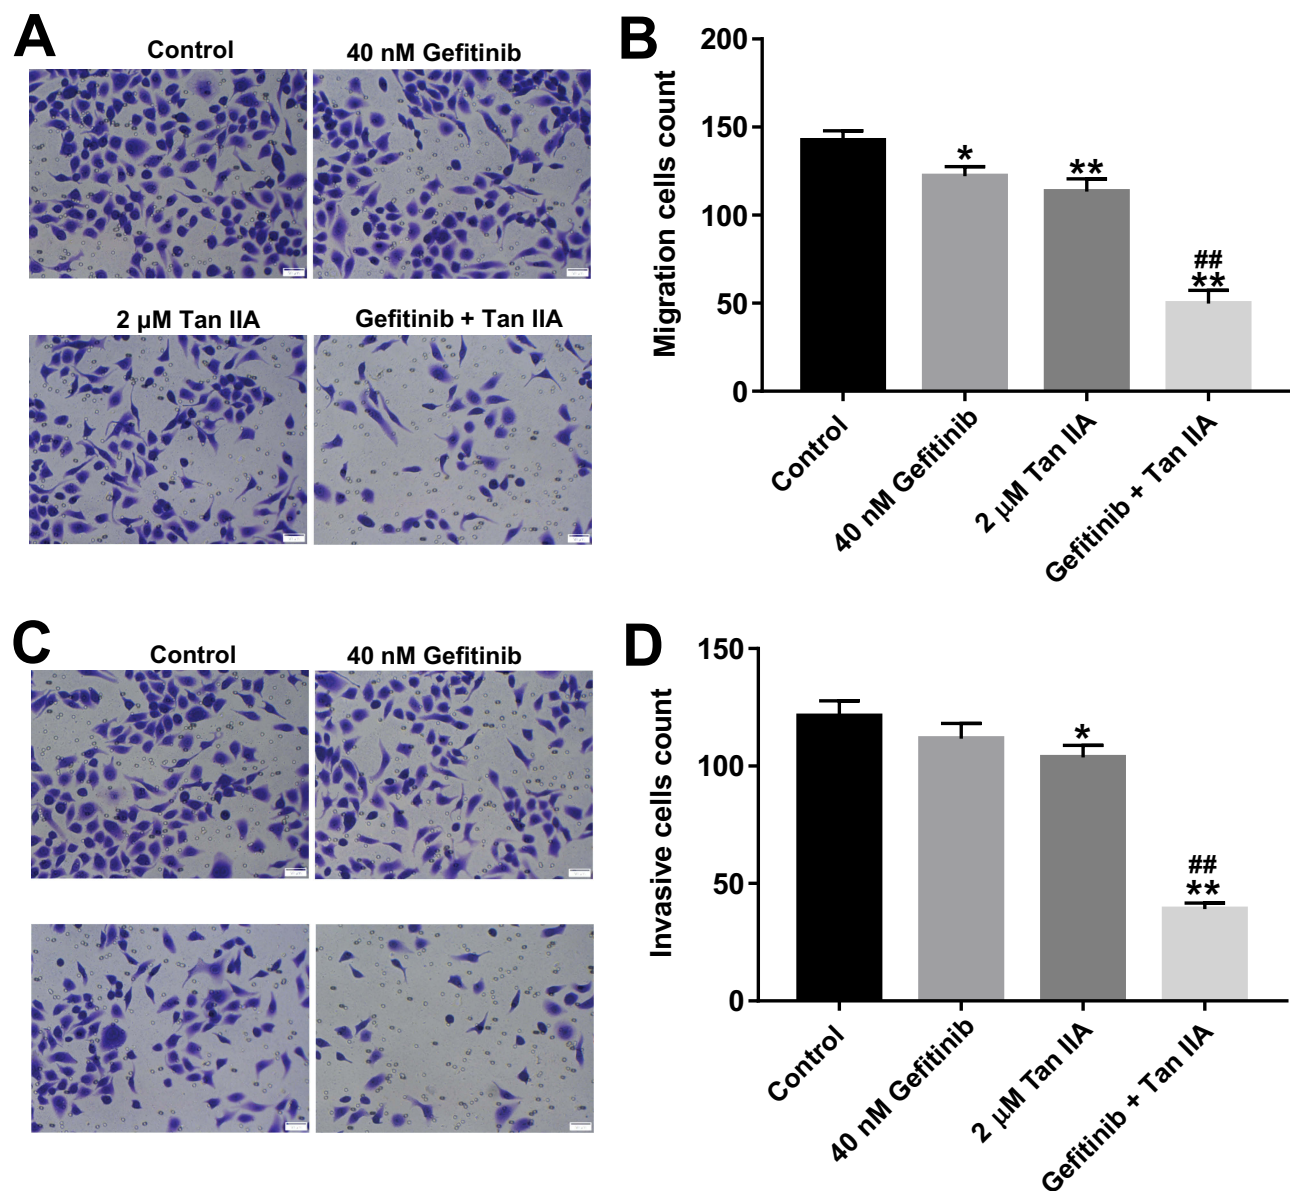 A
Control
40 nM Gefitinib
2 µM Tan IIA
Gefitinib + Tan IIA
B
Migration cells count
200
150
100
50
0
*
**
##
**
Control
40 nM Gefitinib
2 µM Tan IIA
Gefitinib + Tan IIA
C
Control
40 nM Gefitinib
D
Invasive cells count
150
100
50
0
*
##
**
Control
40 nM Gefitinib
2 µM Tan IIA
Gefitinib + Tan IIA